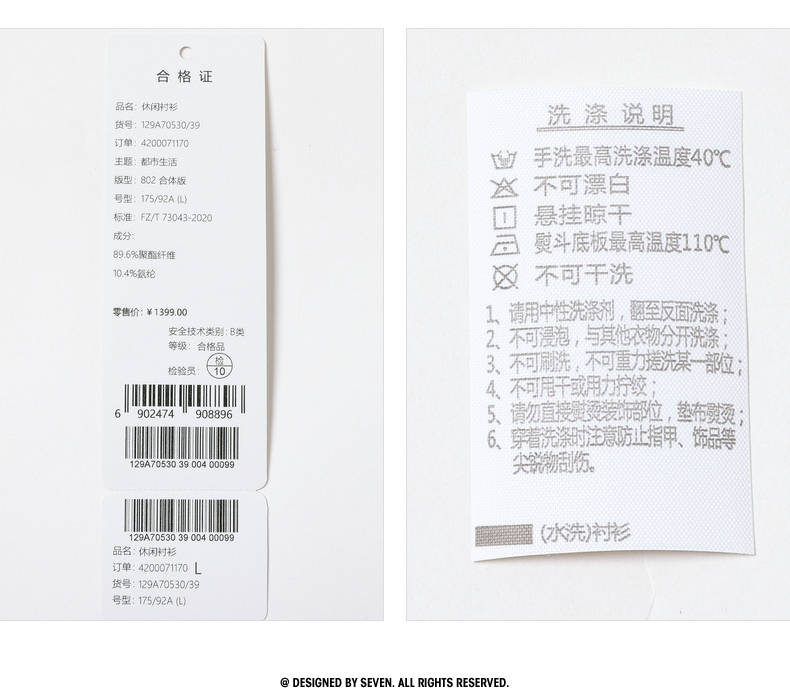 合格证
品名：休闲衬衫
货号：129A70530/39
订单：4200071170
主题：都市生活
版型：802 合体版
号型：175/92A (L)
标准：FZ/T 73043-2020
成分：
89.6%聚酯纤维
10.4%氨纶
零售价：¥1399.00
安全技术类别：B类
等级：合格品
检验员：检10
6 902474 908896
129A70530 39 004 00099
129A70530 39 004 00099
品名：休闲衬衫
订单：4200071170 L
货号：129A70530/39
号型：175/92A (L)
洗涤说明
手洗最高洗涤温度40℃
不可漂白
悬挂晾干
熨斗底板最高温度110℃
不可干洗
1、请用中性洗涤剂，翻至反面洗涤；
2、不可浸泡，与其他衣物分开洗涤；
3、不可刷洗，不可重力搓洗某一部位；
4、不可甩干或用力拧绞；
5、请勿直接熨烫装饰部位，垫布熨烫；
6、穿着洗涤时注意防止指甲、饰品等
尖锐物刮伤。
(水洗)衬衫
@ DESIGNED BY SEVEN. ALL RIGHTS RESERVED.